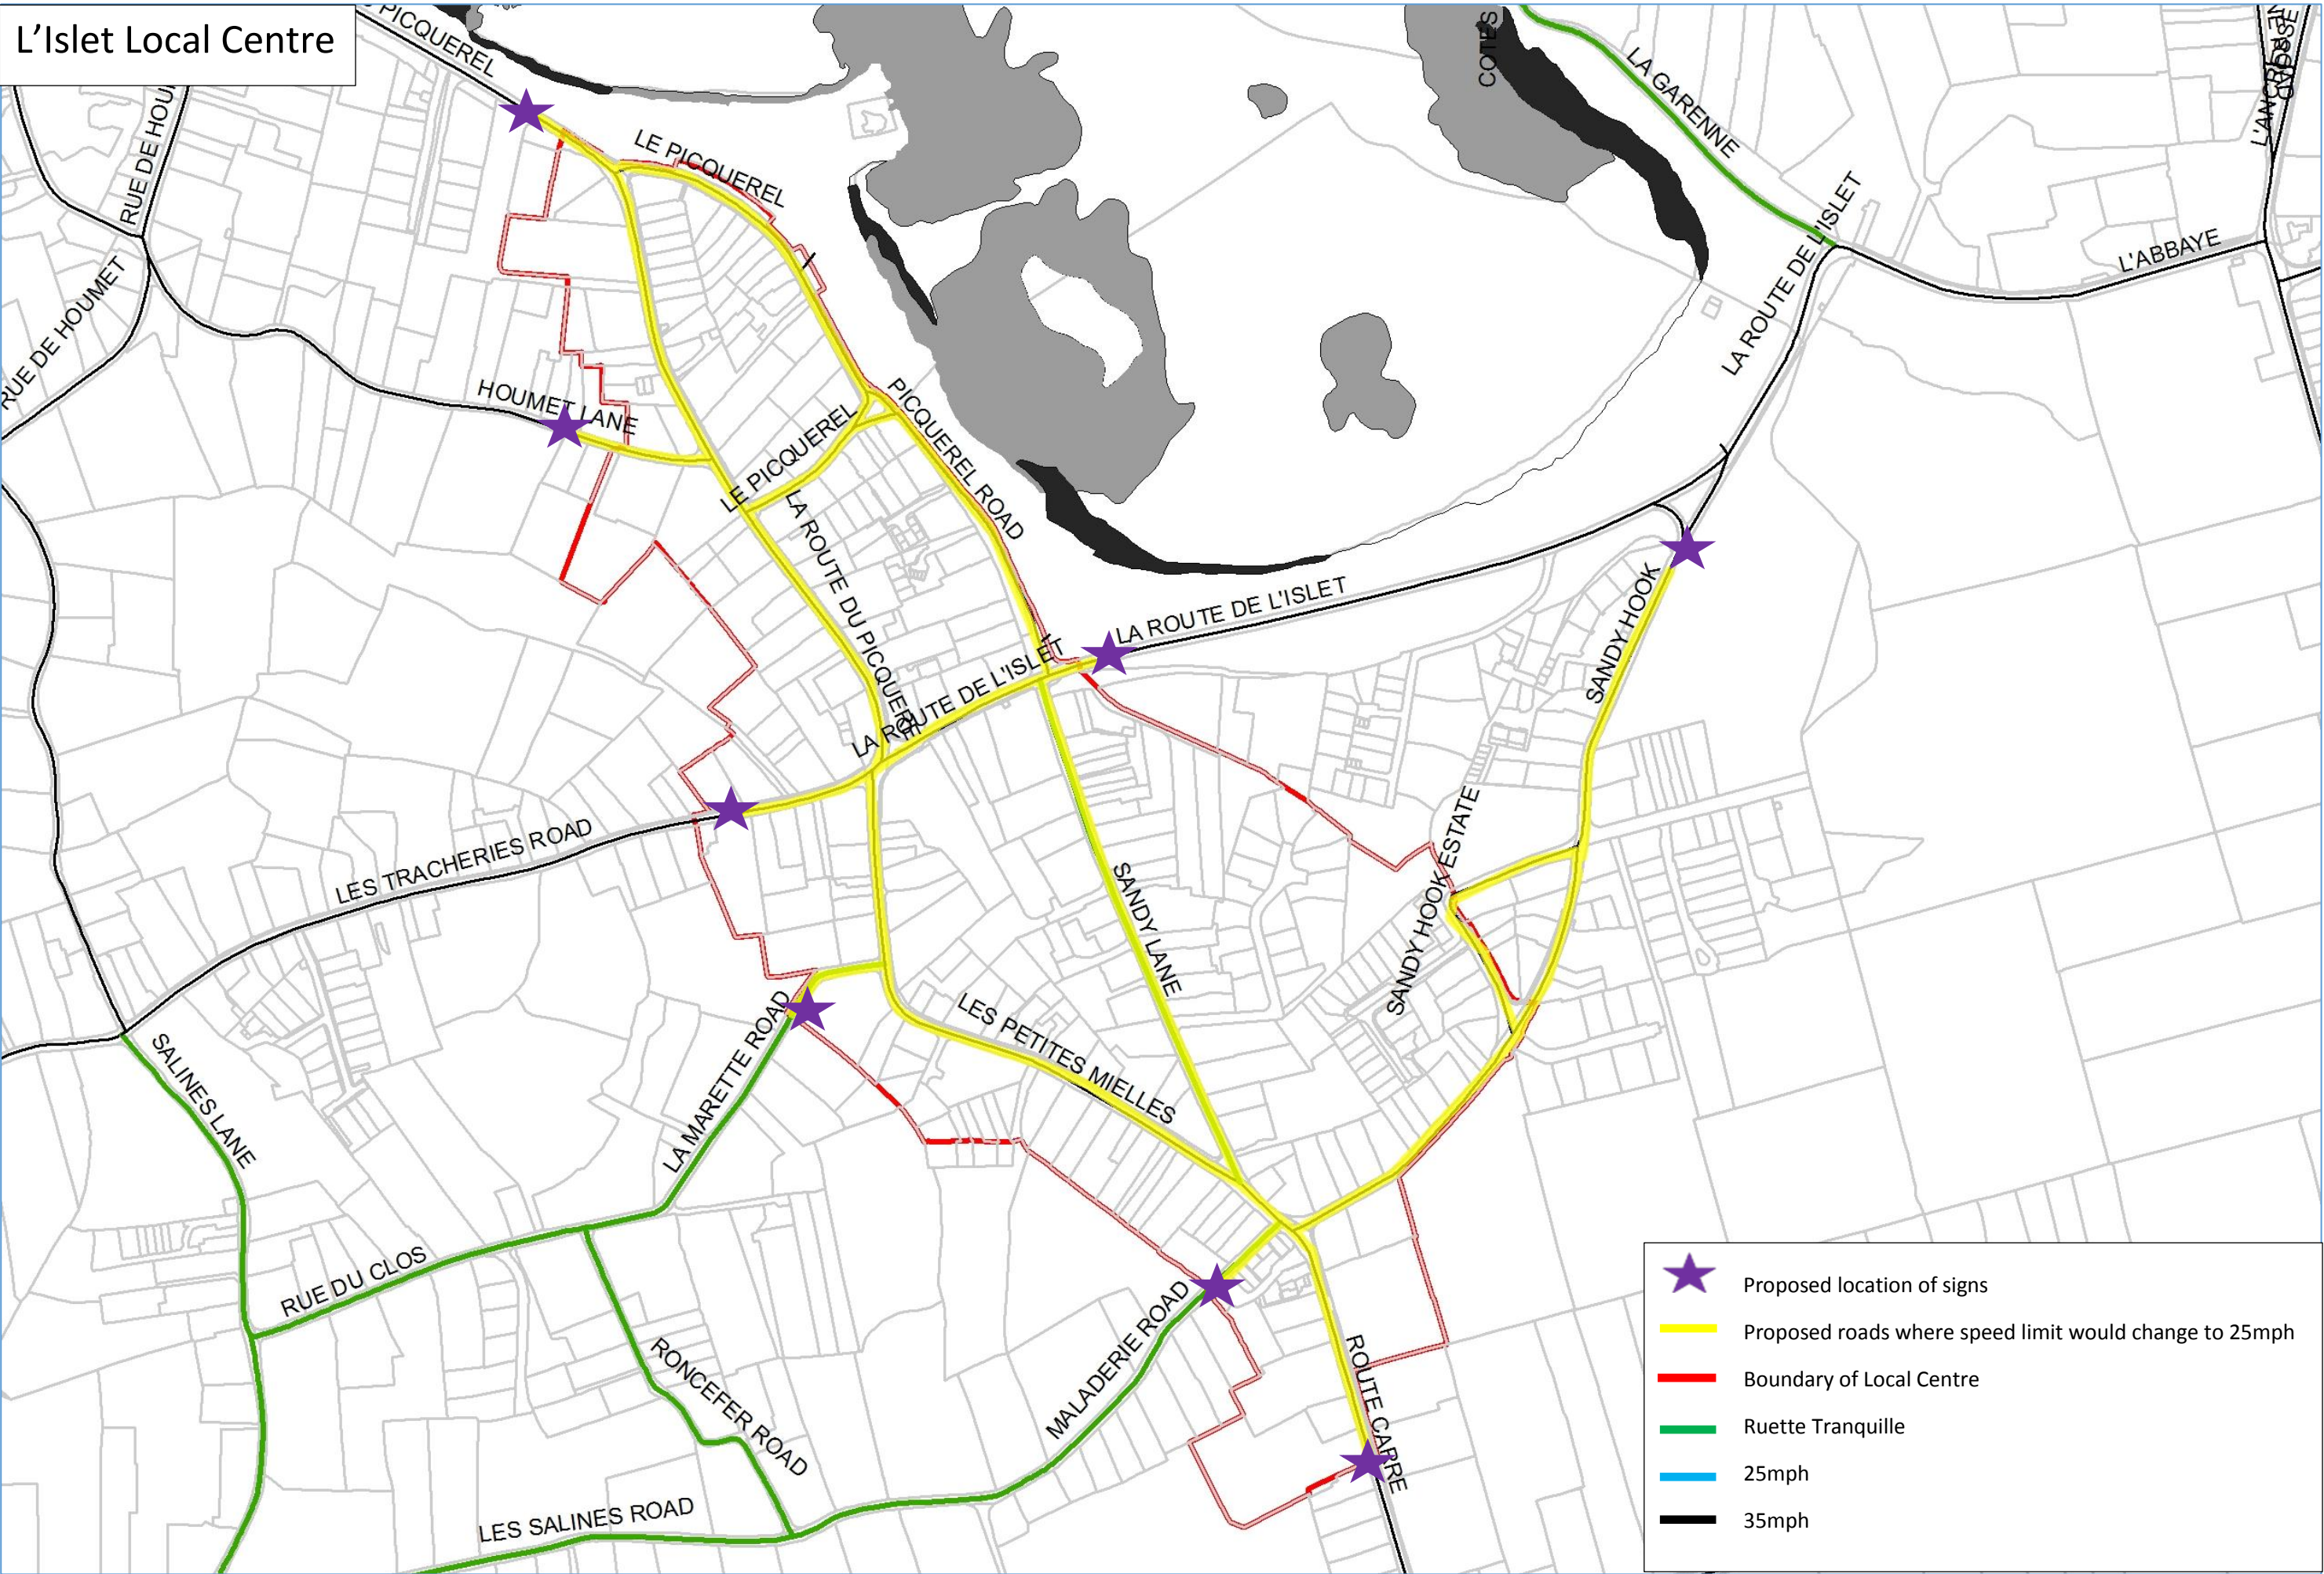 L'Islet Local Centre
PICQUEREL
COTES
LA GARENNE
RUE DE HOU
LE PICQUEREL
LA ROUTE DE L'ISLET
L'ABBAYE
RUE DE HOUMET
HOUMET LANE
LE PICQUEREL
PICQUEREL ROAD
LA ROUTE DU PICQUEREL
LA ROUTE DE L'ISLET
LA ROUTE DE L'ISLET
SANDY HOOK
LES TRACHERIES ROAD
SANDY HOOK ESTATE
SANDY LANE
LES PETITES MIELLES
LA MARETTE ROAD
SALINES LANE
RUE DU CLOS
RONCEFER ROAD
MALADERIE ROAD
ROUTE CARRE
LES SALINES ROAD
Proposed location of signs
Proposed roads where speed limit would change to 25mph
Boundary of Local Centre
Ruette Tranquille
25mph
35mph